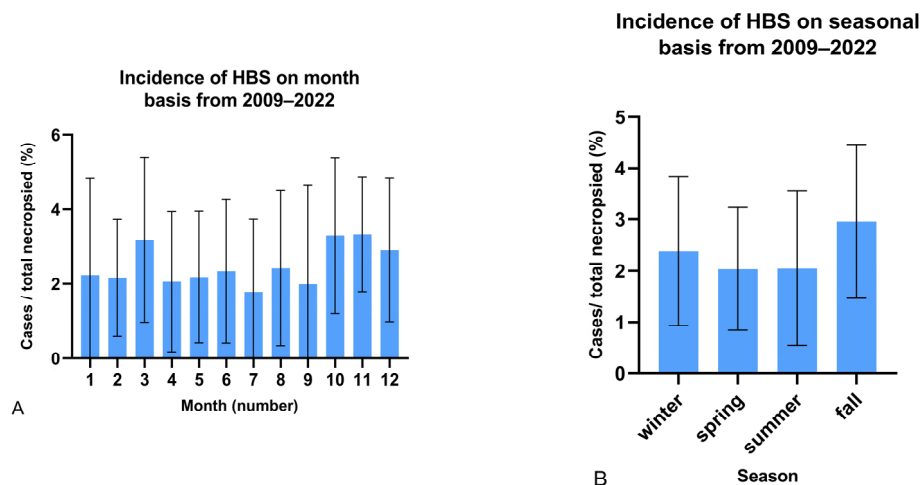 Incidence of HBS on month
basis from 2009–2022
Cases / total necropsied (%)
6
4
2
0
1 2 3 4 5 6 7 8 9 10 11 12
Month (number)
A
Incidence of HBS on seasonal
basis from 2009–2022
Cases/ total necropsied (%)
5
4
3
2
1
0
winter spring summer fall
Season
B